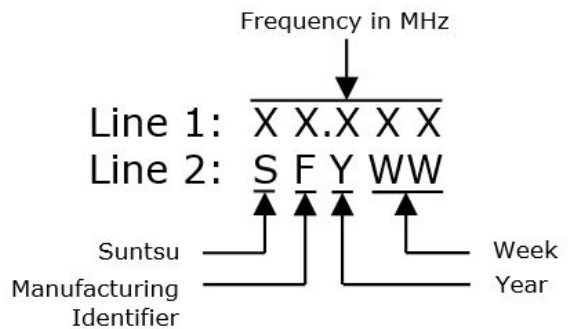 Frequency in MHz
Line 1: X X.X X X
Line 2: S F Y WW
Suntsu
Week
Manufacturing
Identifier
Year